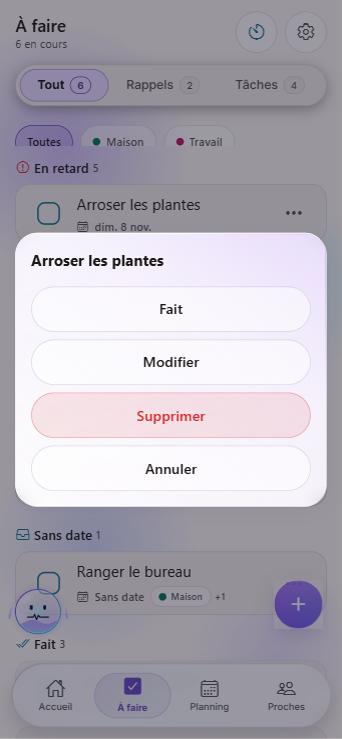 À faire
6 en cours
Tout 6 Rappels 2 Tâches 4
Toutes Maison Travail
En retard 5
Arroser les plantes
dim. 8 nov.
Arroser les plantes
Fait
Modifier
Supprimer
Annuler
Sans date 1
Ranger le bureau
Sans date Maison +1
Fait 3
Accueil À faire Planning Proches